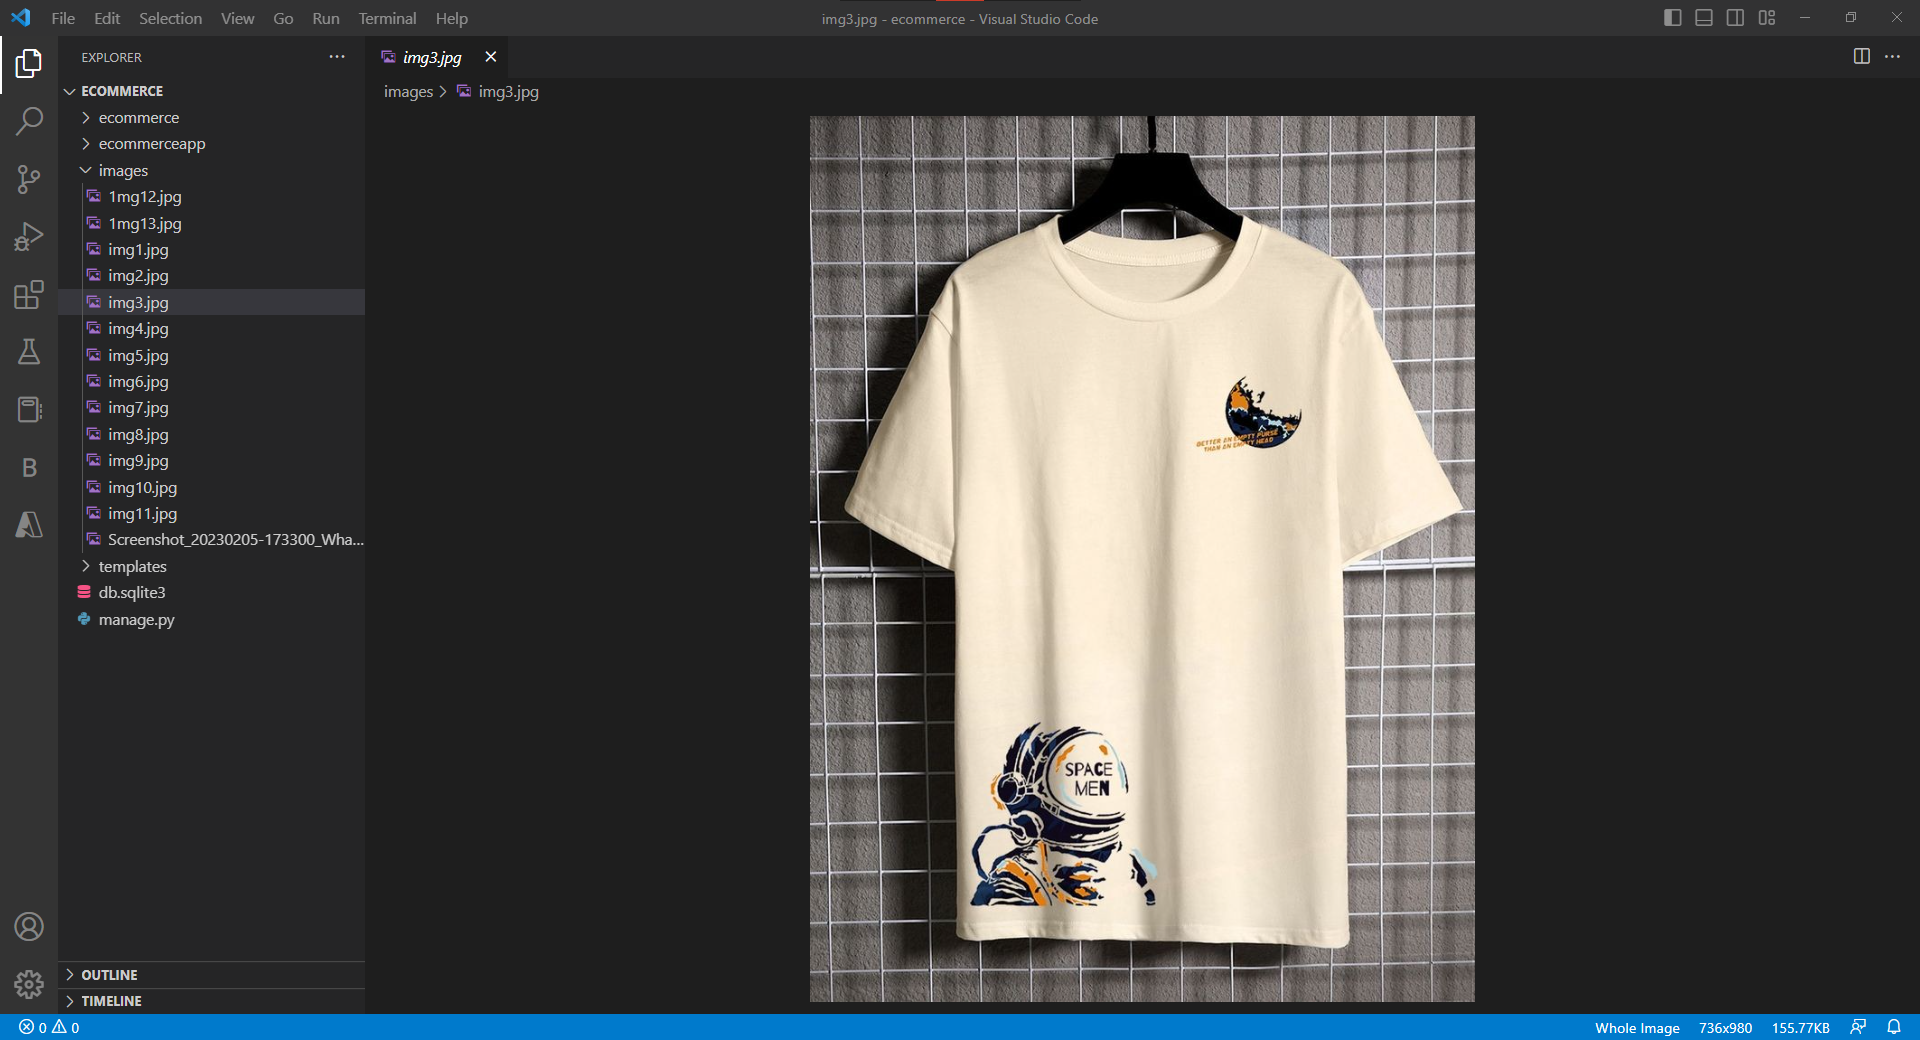 File Edit Selection View Go Run Terminal Help
img3.jpg - ecommerce - Visual Studio Code
EXPLORER
img3.jpg
images > img3.jpg
ECOMMERCE
ecommerce
ecommerceapp
images
1mg12.jpg
1mg13.jpg
img1.jpg
img2.jpg
img3.jpg
img4.jpg
img5.jpg
img6.jpg
img7.jpg
img8.jpg
img9.jpg
img10.jpg
img11.jpg
Screenshot_20230205-173300_Wha...
templates
db.sqlite3
manage.py
B
BETTER AN EMPTY PURSE
THAN AN EMPTY HEAD
SPACE
MEN
OUTLINE
TIMELINE
0 0
Whole Image 736x980 155.77KB